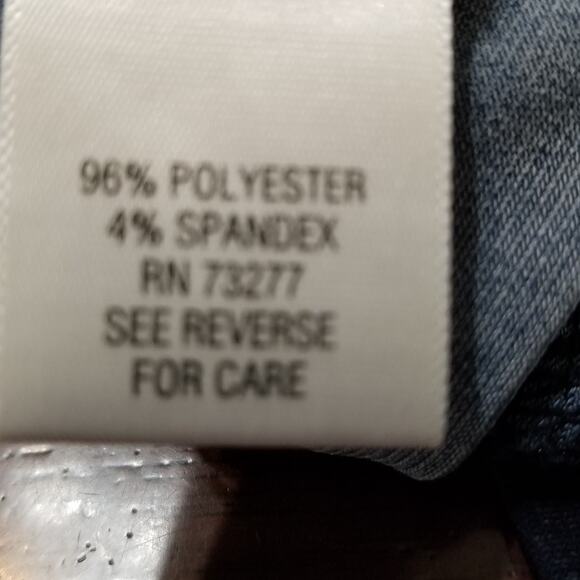 96% POLYESTER
4% SPANDEX
RN 73277
SEE REVERSE
FOR CARE